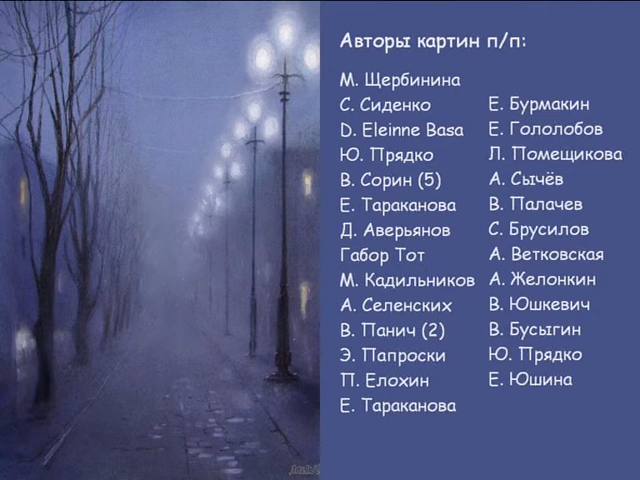 Авторы картин п/п:
М. Щербинина
С. Сиденко
D. Eleinne Basa
Ю. Прядко
В. Сорин (5)
Е. Тараканова
Д. Аверьянов
Габор Тот
М. Кадильников
А. Селенских
В. Панич (2)
Э. Папроски
П. Елохин
Е. Тараканова
Е. Бурмакин
Е. Гололобов
Л. Помещикова
А. Сычёв
В. Палачев
С. Брусилов
А. Ветковская
А. Желонкин
В. Юшкевич
В. Бусыгин
Ю. Прядко
Е. Юшина